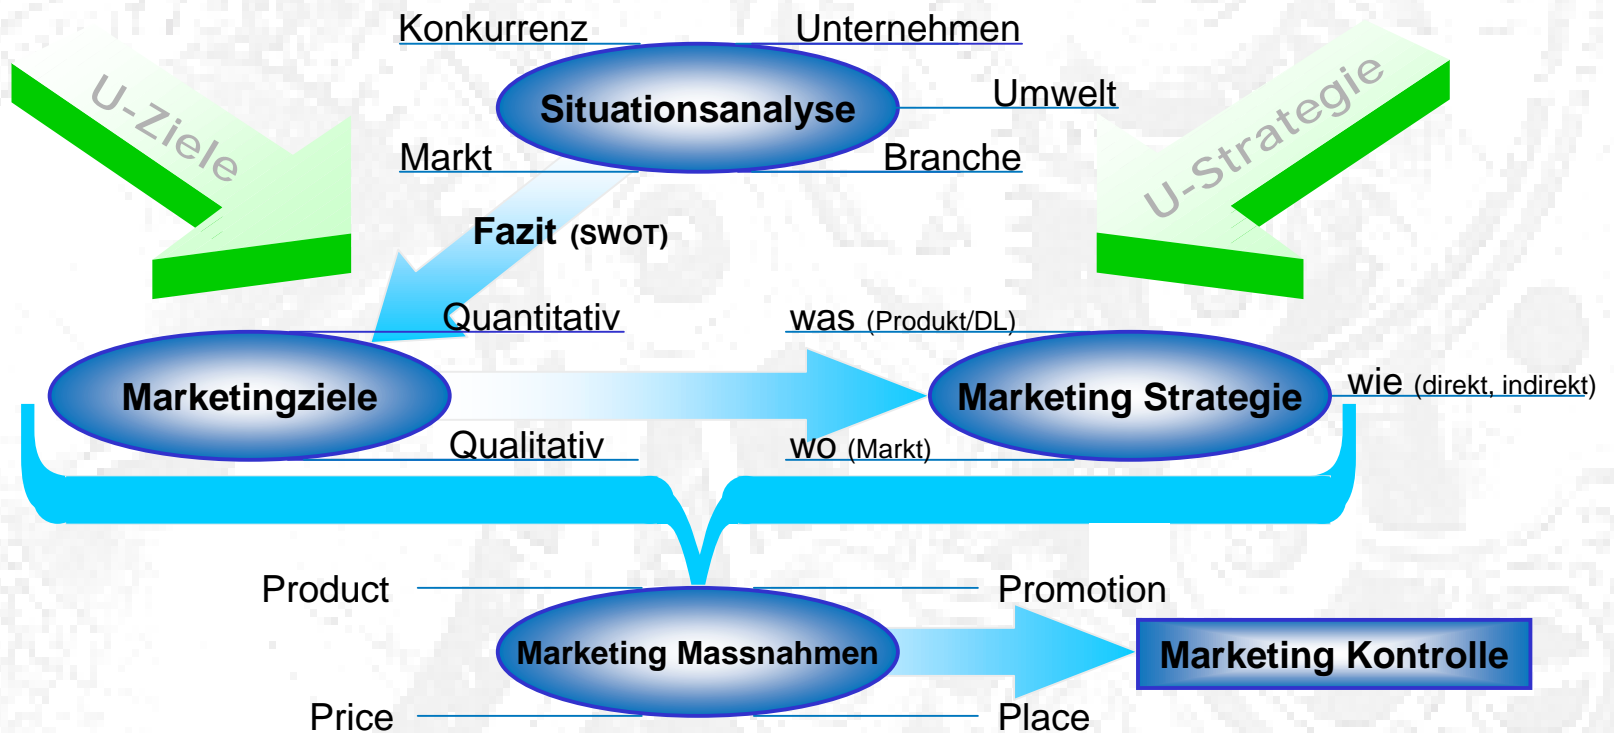 Konkurrenz
Unternehmen
U-Ziele
Situationsanalyse
Umwelt
U-Strategie
Markt
Branche
Fazit (SWOT)
Quantitativ
was (Produkt/DL)
Marketingziele
Marketing Strategie
wie (direkt, indirekt)
Qualitativ
wo (Markt)
Product
Promotion
Marketing Massnahmen
Marketing Kontrolle
Price
Place